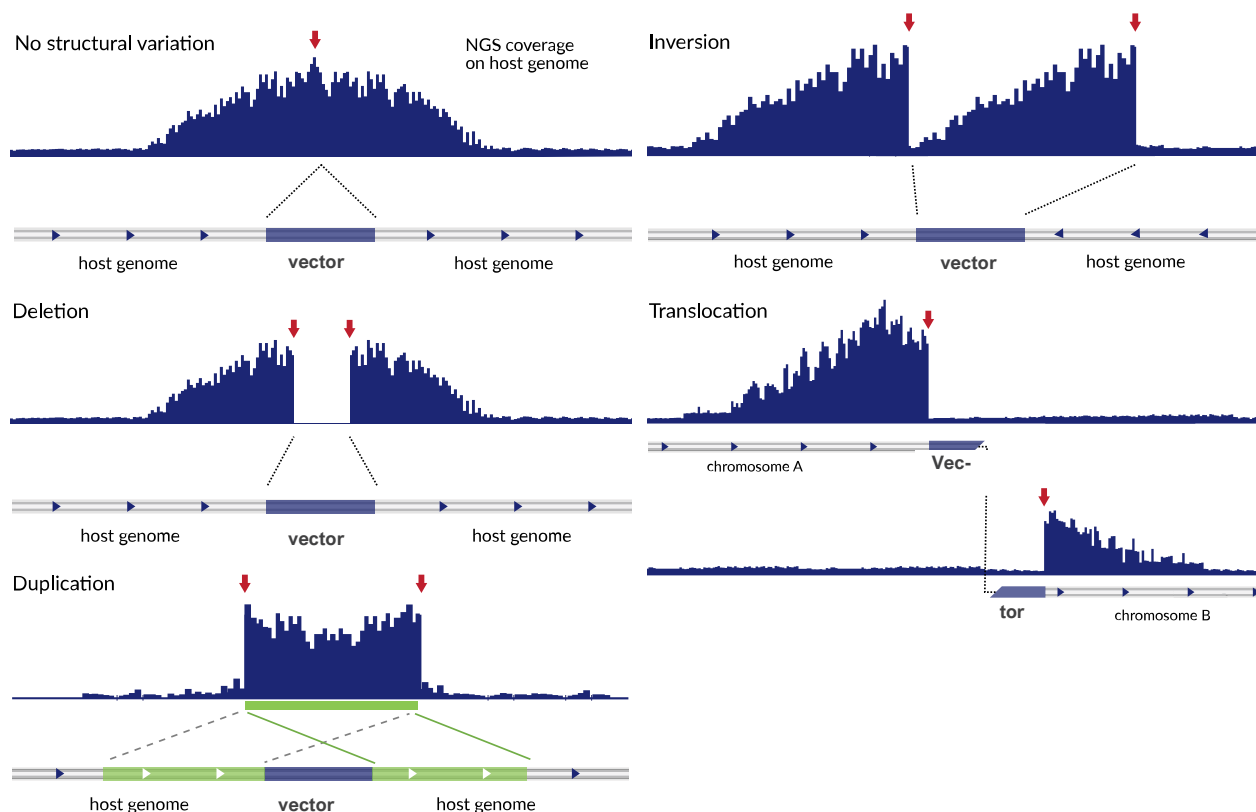 No structural variation
NGS coverage
on host genome
host genome
vector
host genome
Deletion
host genome
vector
host genome
Duplication
host genome
vector
host genome
Inversion
host genome
vector
host genome
Translocation
chromosome A
Vec-
tor
chromosome B